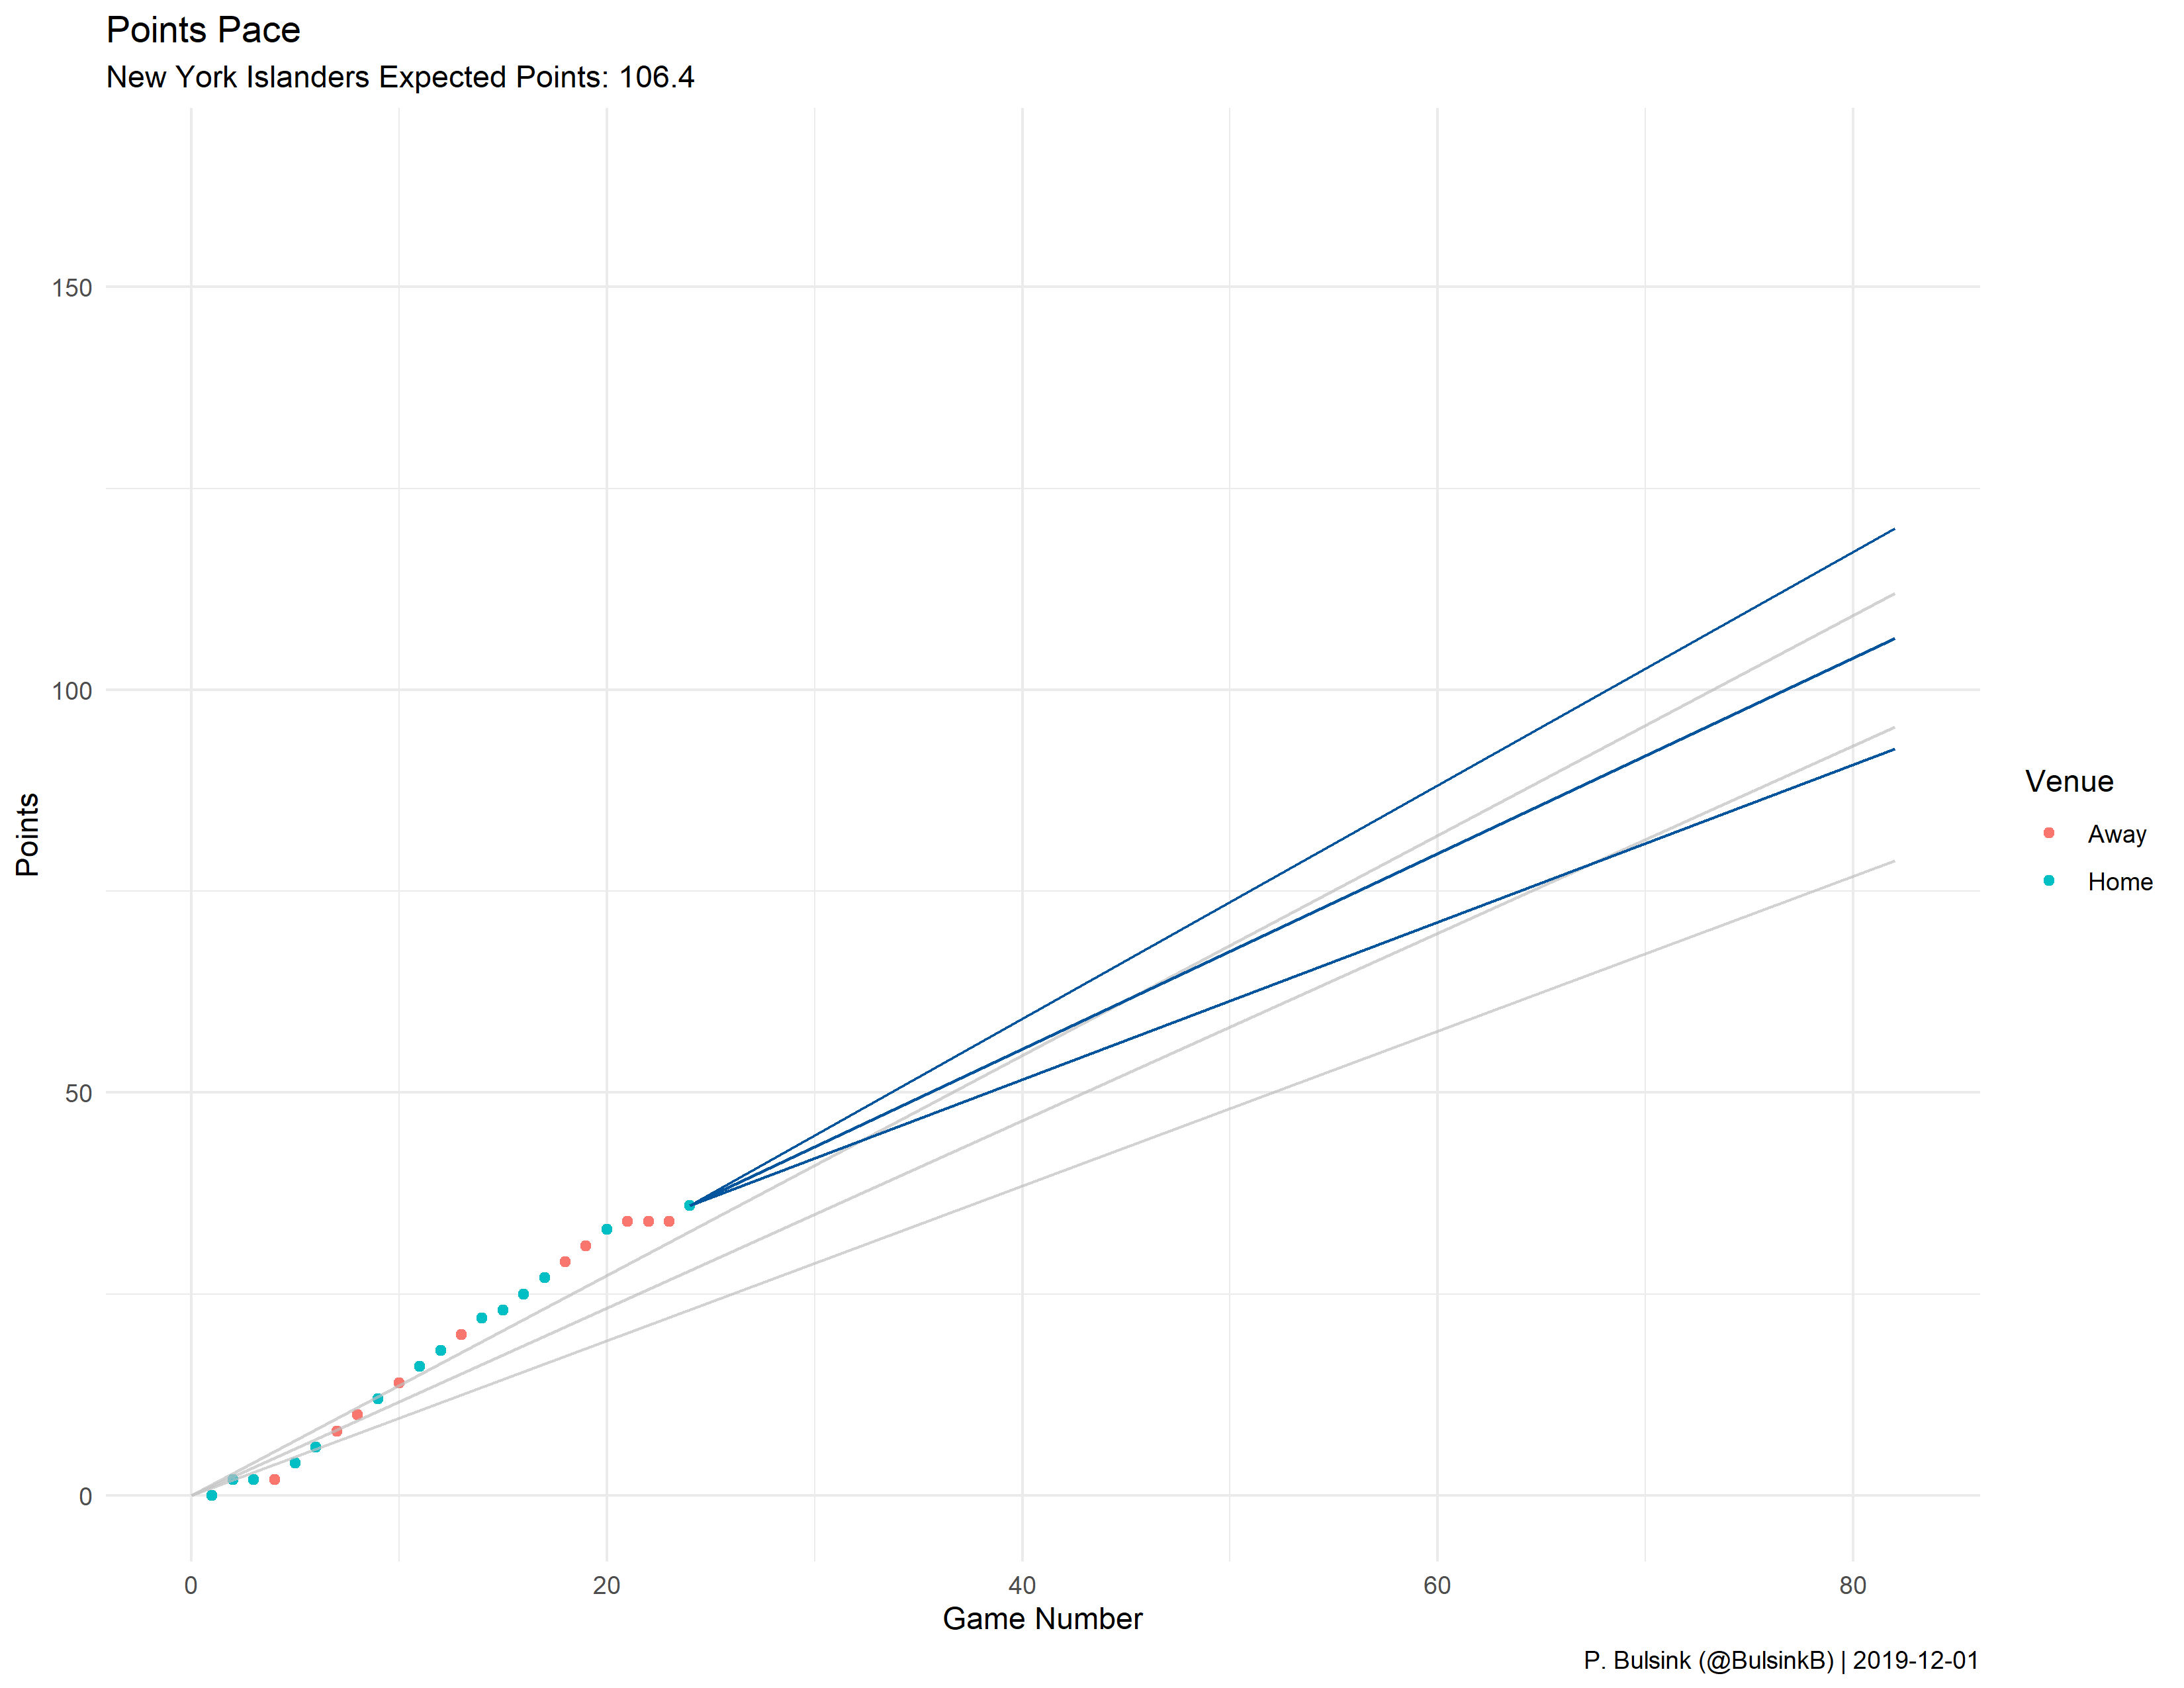 Points Pace
New York Islanders Expected Points: 106.4
150
100
50
0
Points
0 20 40 60 80
Game Number
Venue
Away
Home
P. Bulsink (@BulsinkB) | 2019-12-01